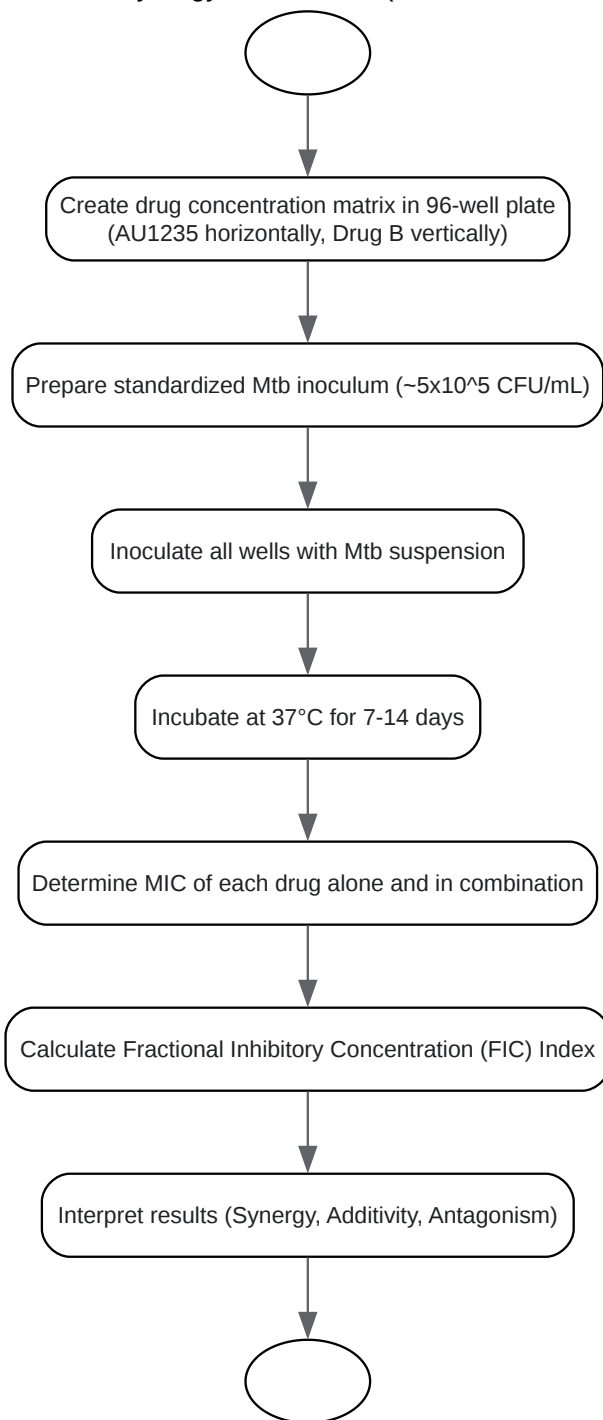 Create drug concentration matrix in 96-well plate
(AU1235 horizontally, Drug B vertically)
Prepare standardized Mtb inoculum (~5x10^5 CFU/mL)
Inoculate all wells with Mtb suspension
Incubate at 37°C for 7-14 days
Determine MIC of each drug alone and in combination
Calculate Fractional Inhibitory Concentration (FIC) Index
Interpret results (Synergy, Additivity, Antagonism)